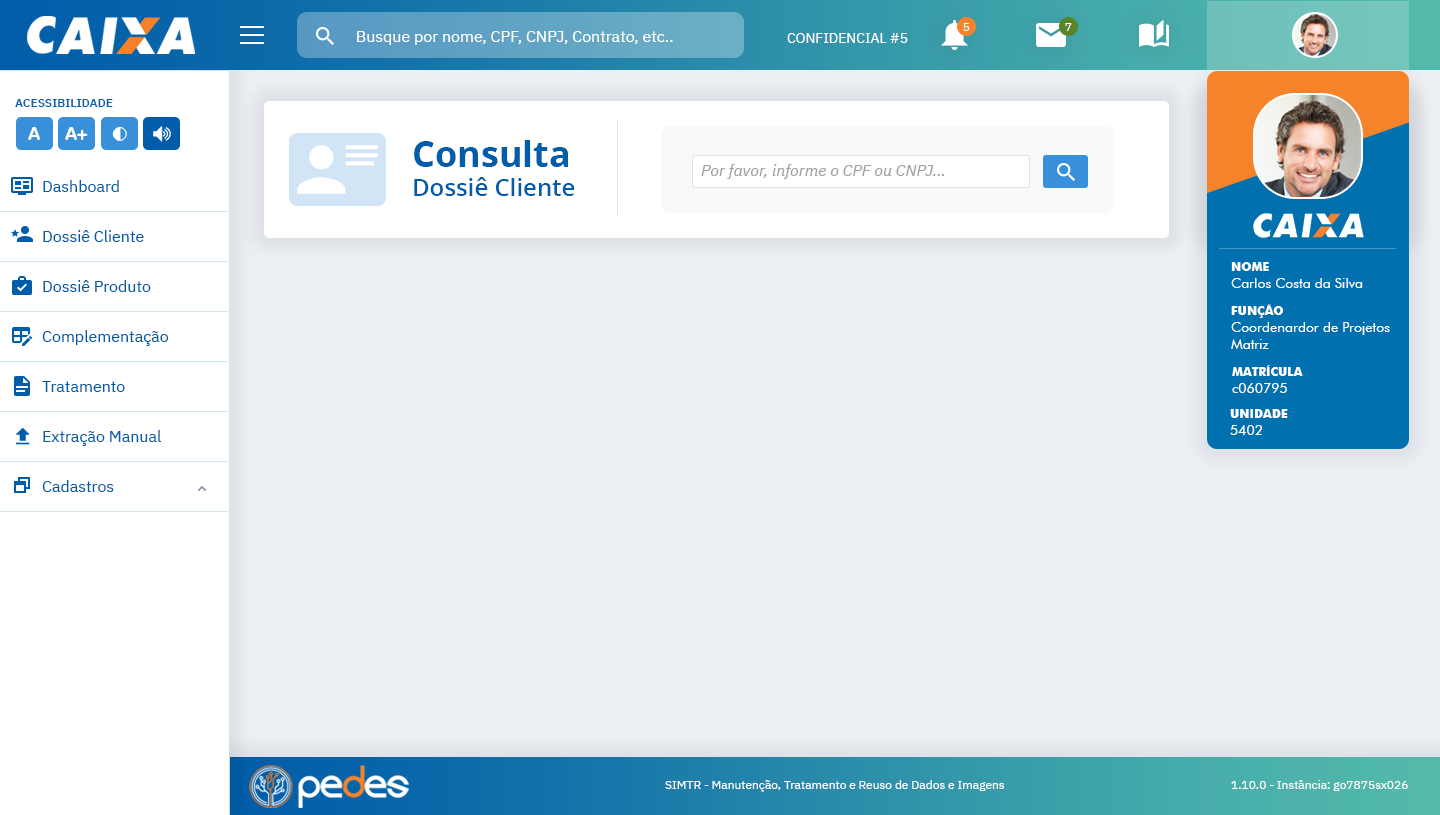 CAIXA
Busque por nome, CPF, CNPJ, Contrato, etc..
CONFIDENCIAL #5
5
7
ACESSIBILIDADE
A
A+
Dashboard
Dossiê Cliente
Dossiê Produto
Complementação
Tratamento
Extração Manual
Cadastros
Consulta
Dossiê Cliente
Por favor, informe o CPF ou CNPJ...
CAIXA
NOME
Carlos Costa da Silva
FUNÇÃO
Coordenardor de Projetos
Matriz
MATRÍCULA
c060795
UNIDADE
5402
pedes
SIMTR - Manutenção, Tratamento e Reuso de Dados e Imagens
1.10.0 - Instância: go7875sx026